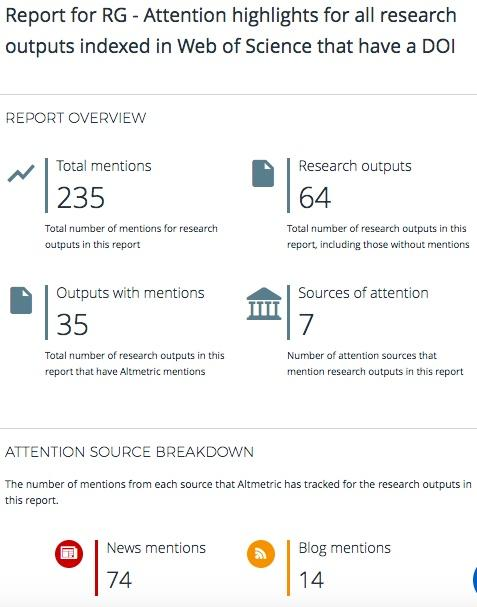 Report for RG - Attention highlights for all research
outputs indexed in Web of Science that have a DOI
REPORT OVERVIEW
Total mentions
235
Total number of mentions for research
outputs in this report
Research outputs
64
Total number of research outputs in this
report, including those without mentions
Outputs with mentions
35
Total number of research outputs in this
report that have Altmetric mentions
Sources of attention
7
Number of attention sources that
mention research outputs in this report
ATTENTION SOURCE BREAKDOWN
The number of mentions from each source that Altmetric has tracked for the research outputs in
this report.
News mentions
74
Blog mentions
14